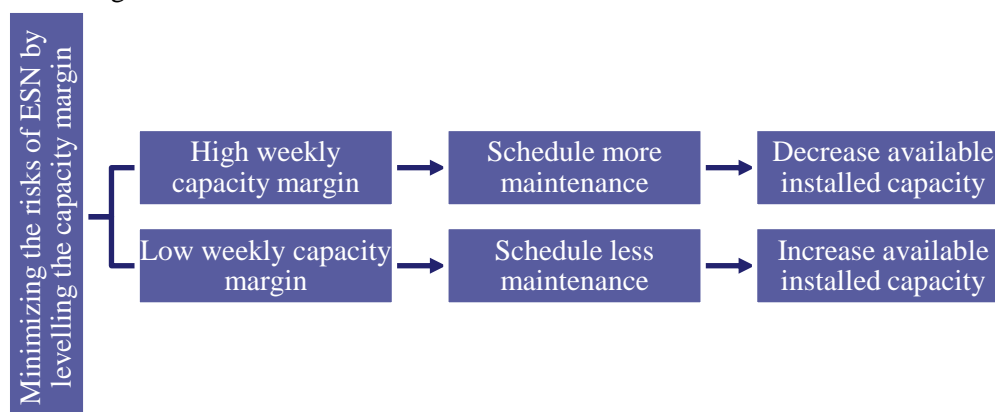 Minimizing the risks of ESN by
levelling the capacity margin
High weekly
capacity margin
Schedule more
maintenance
Decrease available
installed capacity
Low weekly capacity
margin
Schedule less
maintenance
Increase available
installed capacity